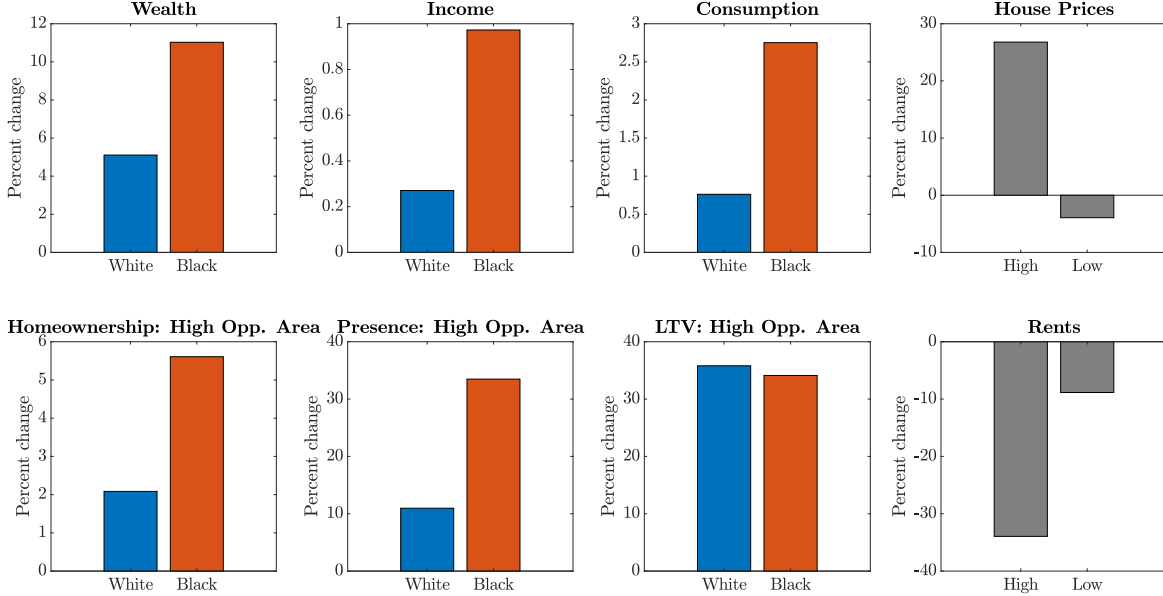 Wealth
Percent change
12
10
8
6
4
2
0
White Black
Income
Percent change
1
0.8
0.6
0.4
0.2
0
White Black
Consumption
Percent change
3
2.5
2
1.5
1
0.5
0
White Black
House Prices
Percent change
30
20
10
0
-10
High Low
Homeownership: High Opp. Area
Percent change
6
5
4
3
2
1
0
White Black
Presence: High Opp. Area
Percent change
40
30
20
10
0
White Black
LTV: High Opp. Area
Percent change
40
30
20
10
0
White Black
Rents
Percent change
0
-10
-20
-30
-40
High Low